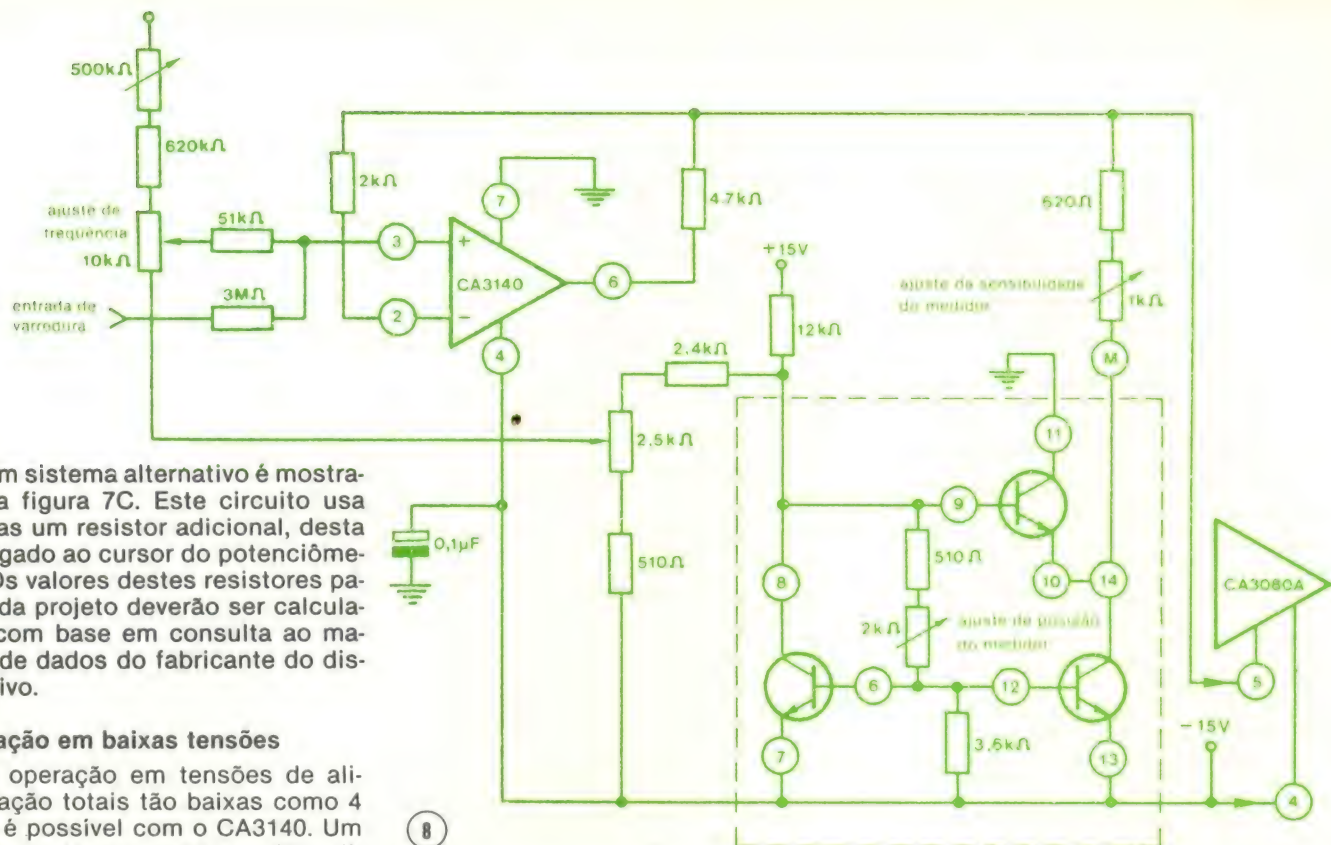 500kΩ
620kΩ
ajuste de
frequência
10kΩ
51kΩ
entrada de
varredura
3MΩ
2kΩ
3
2
7
4
CA3140
6
4.7kΩ
+15V
12kΩ
2.4kΩ
2.5kΩ
510Ω
0,1µF
620Ω
ajuste da sensibilidade
do medidor
1kΩ
M
11
9
10
14
8
510Ω
2kΩ
ajuste de posição
do medidor
6
12
7
3.6kΩ
13
CA3080A
5
-15V
4
8
m sistema alternativo é mostra-
a figura 7C. Este circuito usa
as um resistor adicional, desta
gado ao cursor do potenciôme-
Os valores destes resistores pa-
da projeto deverão ser calcula-
com base em consulta ao ma-
de dados do fabricante do dis-
ivo.
ação em baixas tensões
operação em tensões de ali-
ação totais tão baixas como 4
é possível com o CA3140. Um